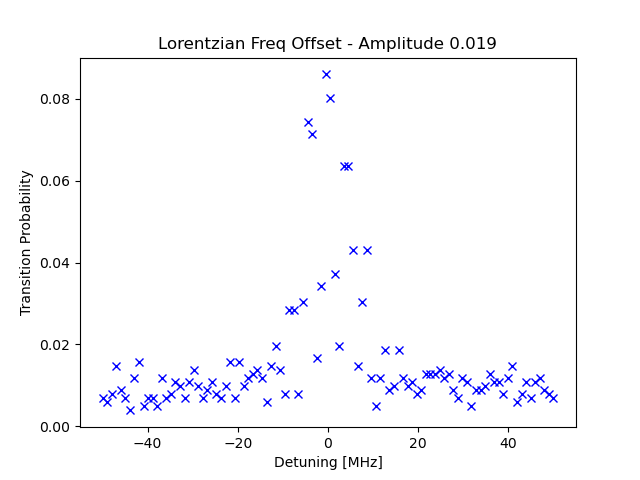 Lorentzian Freq Offset - Amplitude 0.019
Transition Probability
0.08
0.06
0.04
0.02
0.00
−40 −20 0 20 40
Detuning [MHz]